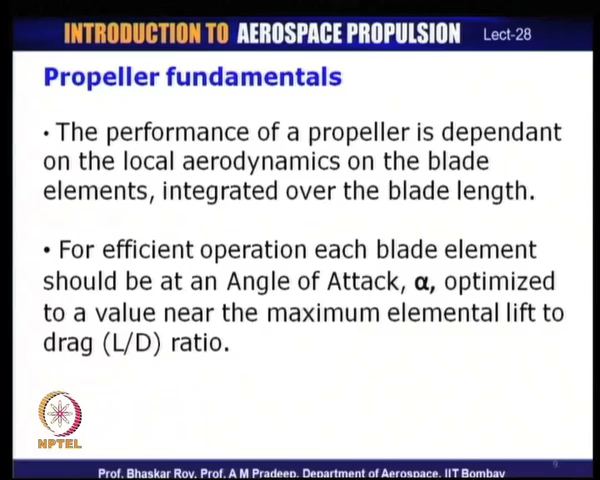 INTRODUCTION TO AEROSPACE PROPULSION Lect-28
Propeller fundamentals
• The performance of a propeller is dependant
on the local aerodynamics on the blade
elements, integrated over the blade length.
• For efficient operation each blade element
should be at an Angle of Attack, α, optimized
to a value near the maximum elemental lift to
drag (L/D) ratio.
NPTEL
9
Prof. Bhaskar Roy, Prof. A M Pradeep, Department of Aerospace, IIT Bombay